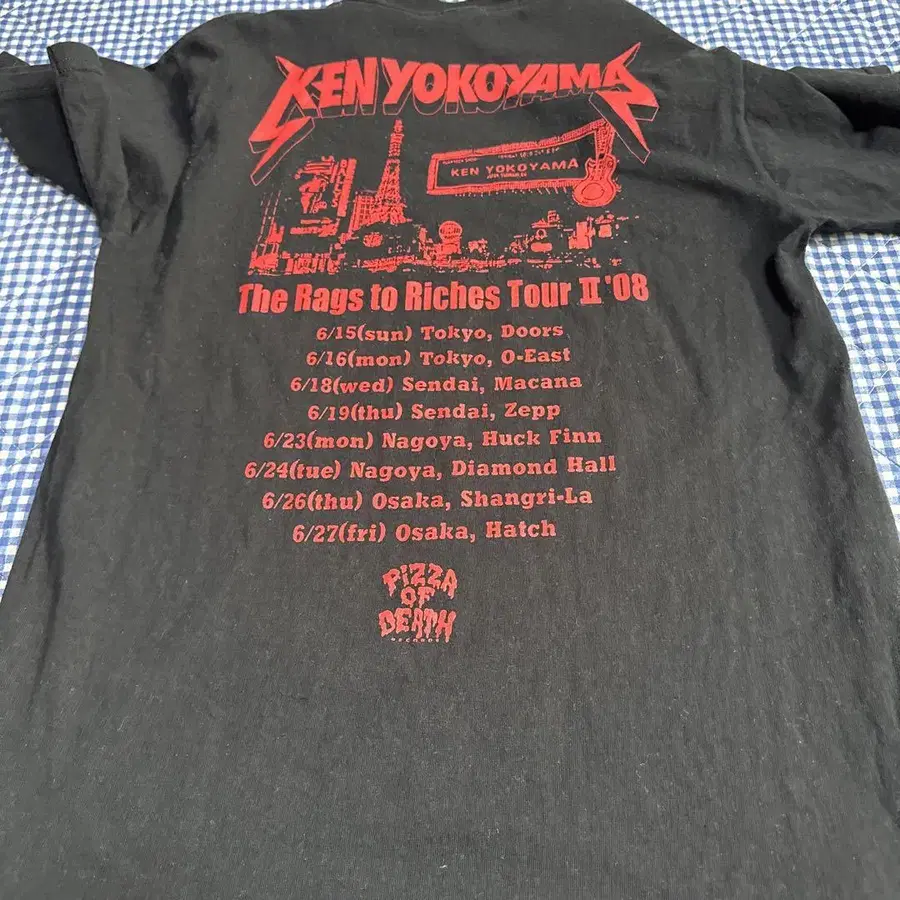 KEN YOKOYAMA
KEN YOKOYAMA
The Rags to Riches Tour II '08
6/15(sun) Tokyo, Doors
6/16(mon) Tokyo, O-East
6/18(wed) Sendai, Macana
6/19(thu) Sendai, Zepp
6/23(mon) Nagoya, Huck Finn
6/24(tue) Nagoya, Diamond Hall
6/26(thu) Osaka, Shangri-La
6/27(fri) Osaka, Hatch
PIZZA
OF
DEATH
RECORDS